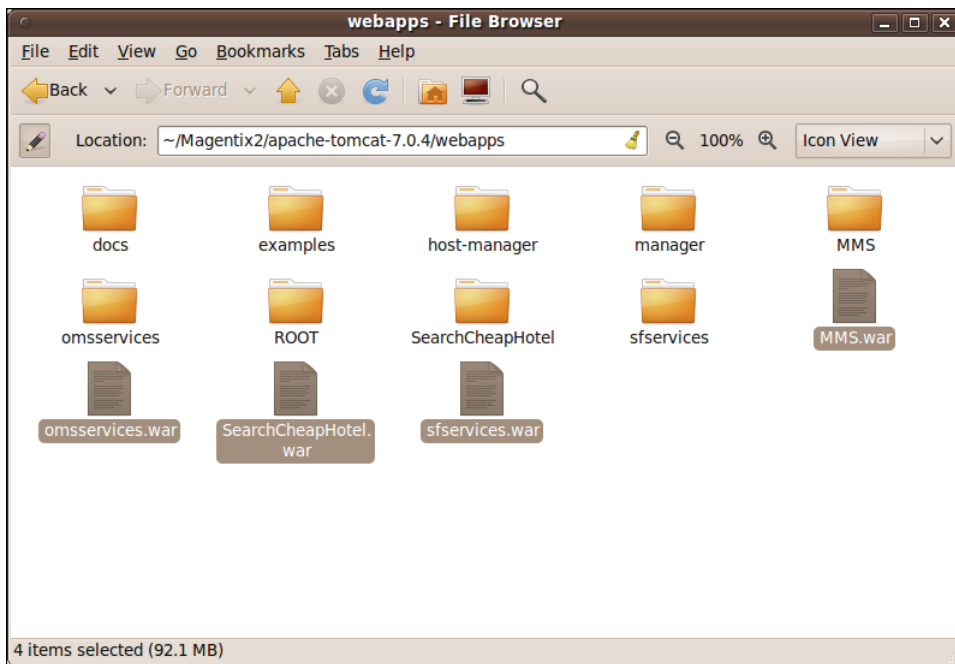 webapps - File Browser
File Edit View Go Bookmarks Tabs Help
Back Forward
Location: ~/Magentix2/apache-tomcat-7.0.4/webapps 100% Icon View
docs examples host-manager manager MMS
omsservices ROOT SearchCheapHotel sfservices MMS.war
omsservices.war SearchCheapHotel. sfservices.war
war
4 items selected (92.1 MB)